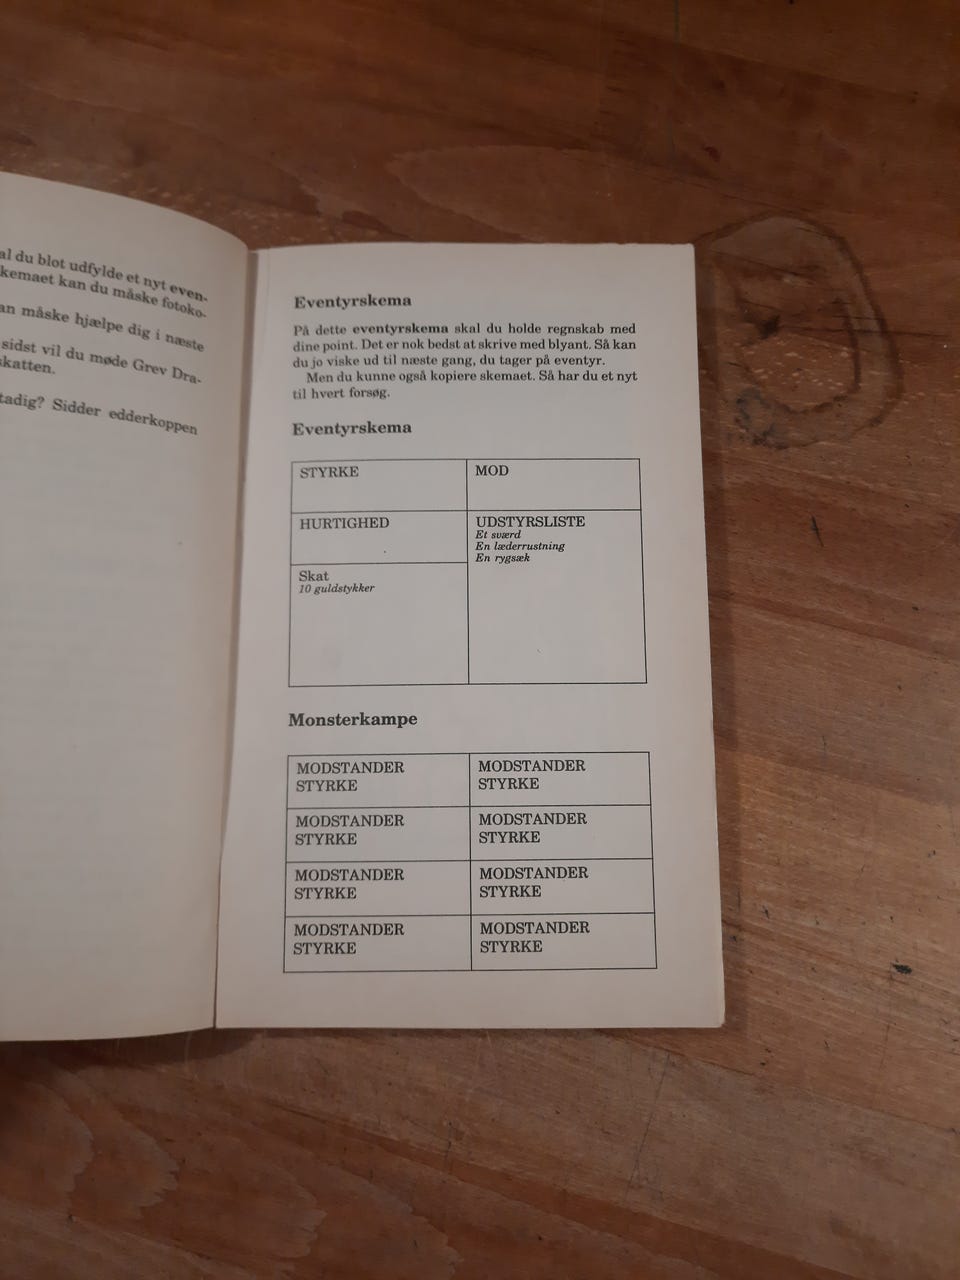 al du blot udfylde et nyt even-
kemaet kan du måske fotoko-
an måske hjælpe dig i næste
sidst vil du møde Grev Dra-
katten.
tadig? Sidder edderkoppen
Eventyrskema
På dette eventyrskema skal du holde regnskab med
dine point. Det er nok bedst at skrive med blyant. Så kan
du jo viske ud til næste gang, du tager på eventyr.
Men du kunne også kopiere skemaet. Så har du et nyt
til hvert forsøg.
Eventyrskema
STYRKE
MOD
HURTIGHED
UDSTYRSLISTE
Et sværd
En læderrustning
En rygsæk
Skat
10 guldstykker
Monsterkampe
MODSTANDER
STYRKE
MODSTANDER
STYRKE
MODSTANDER
STYRKE
MODSTANDER
STYRKE
MODSTANDER
STYRKE
MODSTANDER
STYRKE
MODSTANDER
STYRKE
MODSTANDER
STYRKE